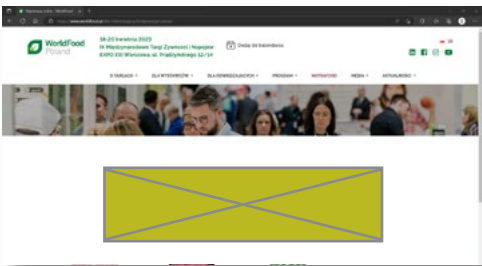 WorldFood
Poland
18-20 kwietnia 2023
IX Międzynarodowe Targi Żywności i Napojów
EXPO XXI Warszawa, ul. Prądzyńskiego 12/14
Dodaj do kalendarza
O TARGACH
DLA WYSTAWCÓW
DLA ODWIEDZAJĄCYCH
PROGRAM
MATMAFOOD
MEDIA
AKTUALNOŚCI